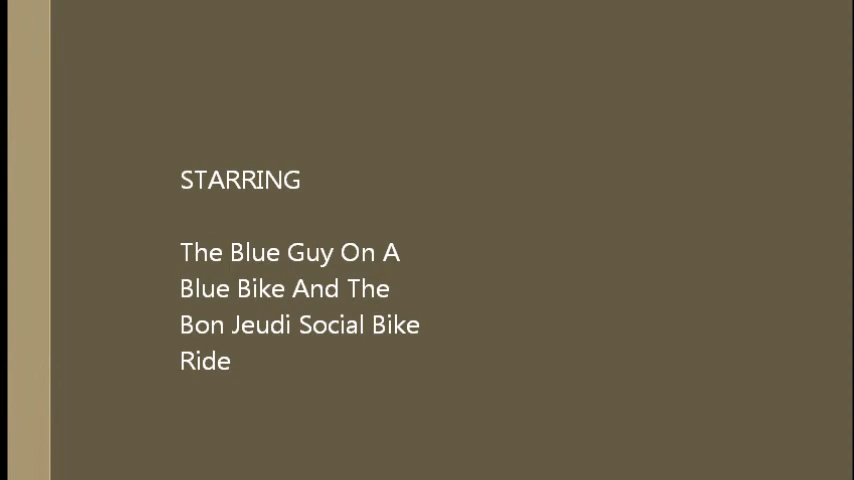 STARRING
The Blue Guy On A
Blue Bike And The
Bon Jeudi Social Bike
Ride